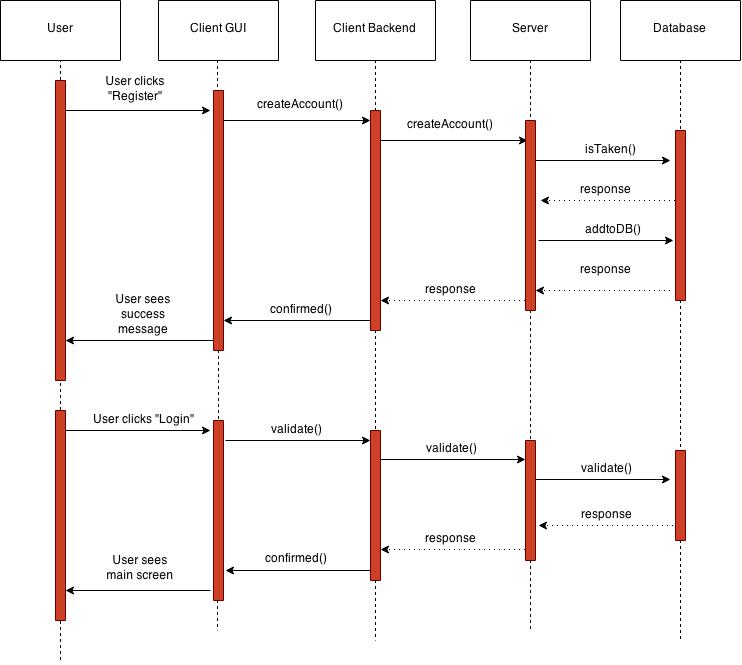 User
Client GUI
Client Backend
Server
Database
User clicks
"Register"
createAccount()
createAccount()
isTaken()
response
addtoDB()
response
response
confirmed()
User sees
success
message
User clicks "Login"
validate()
validate()
validate()
response
response
confirmed()
User sees
main screen